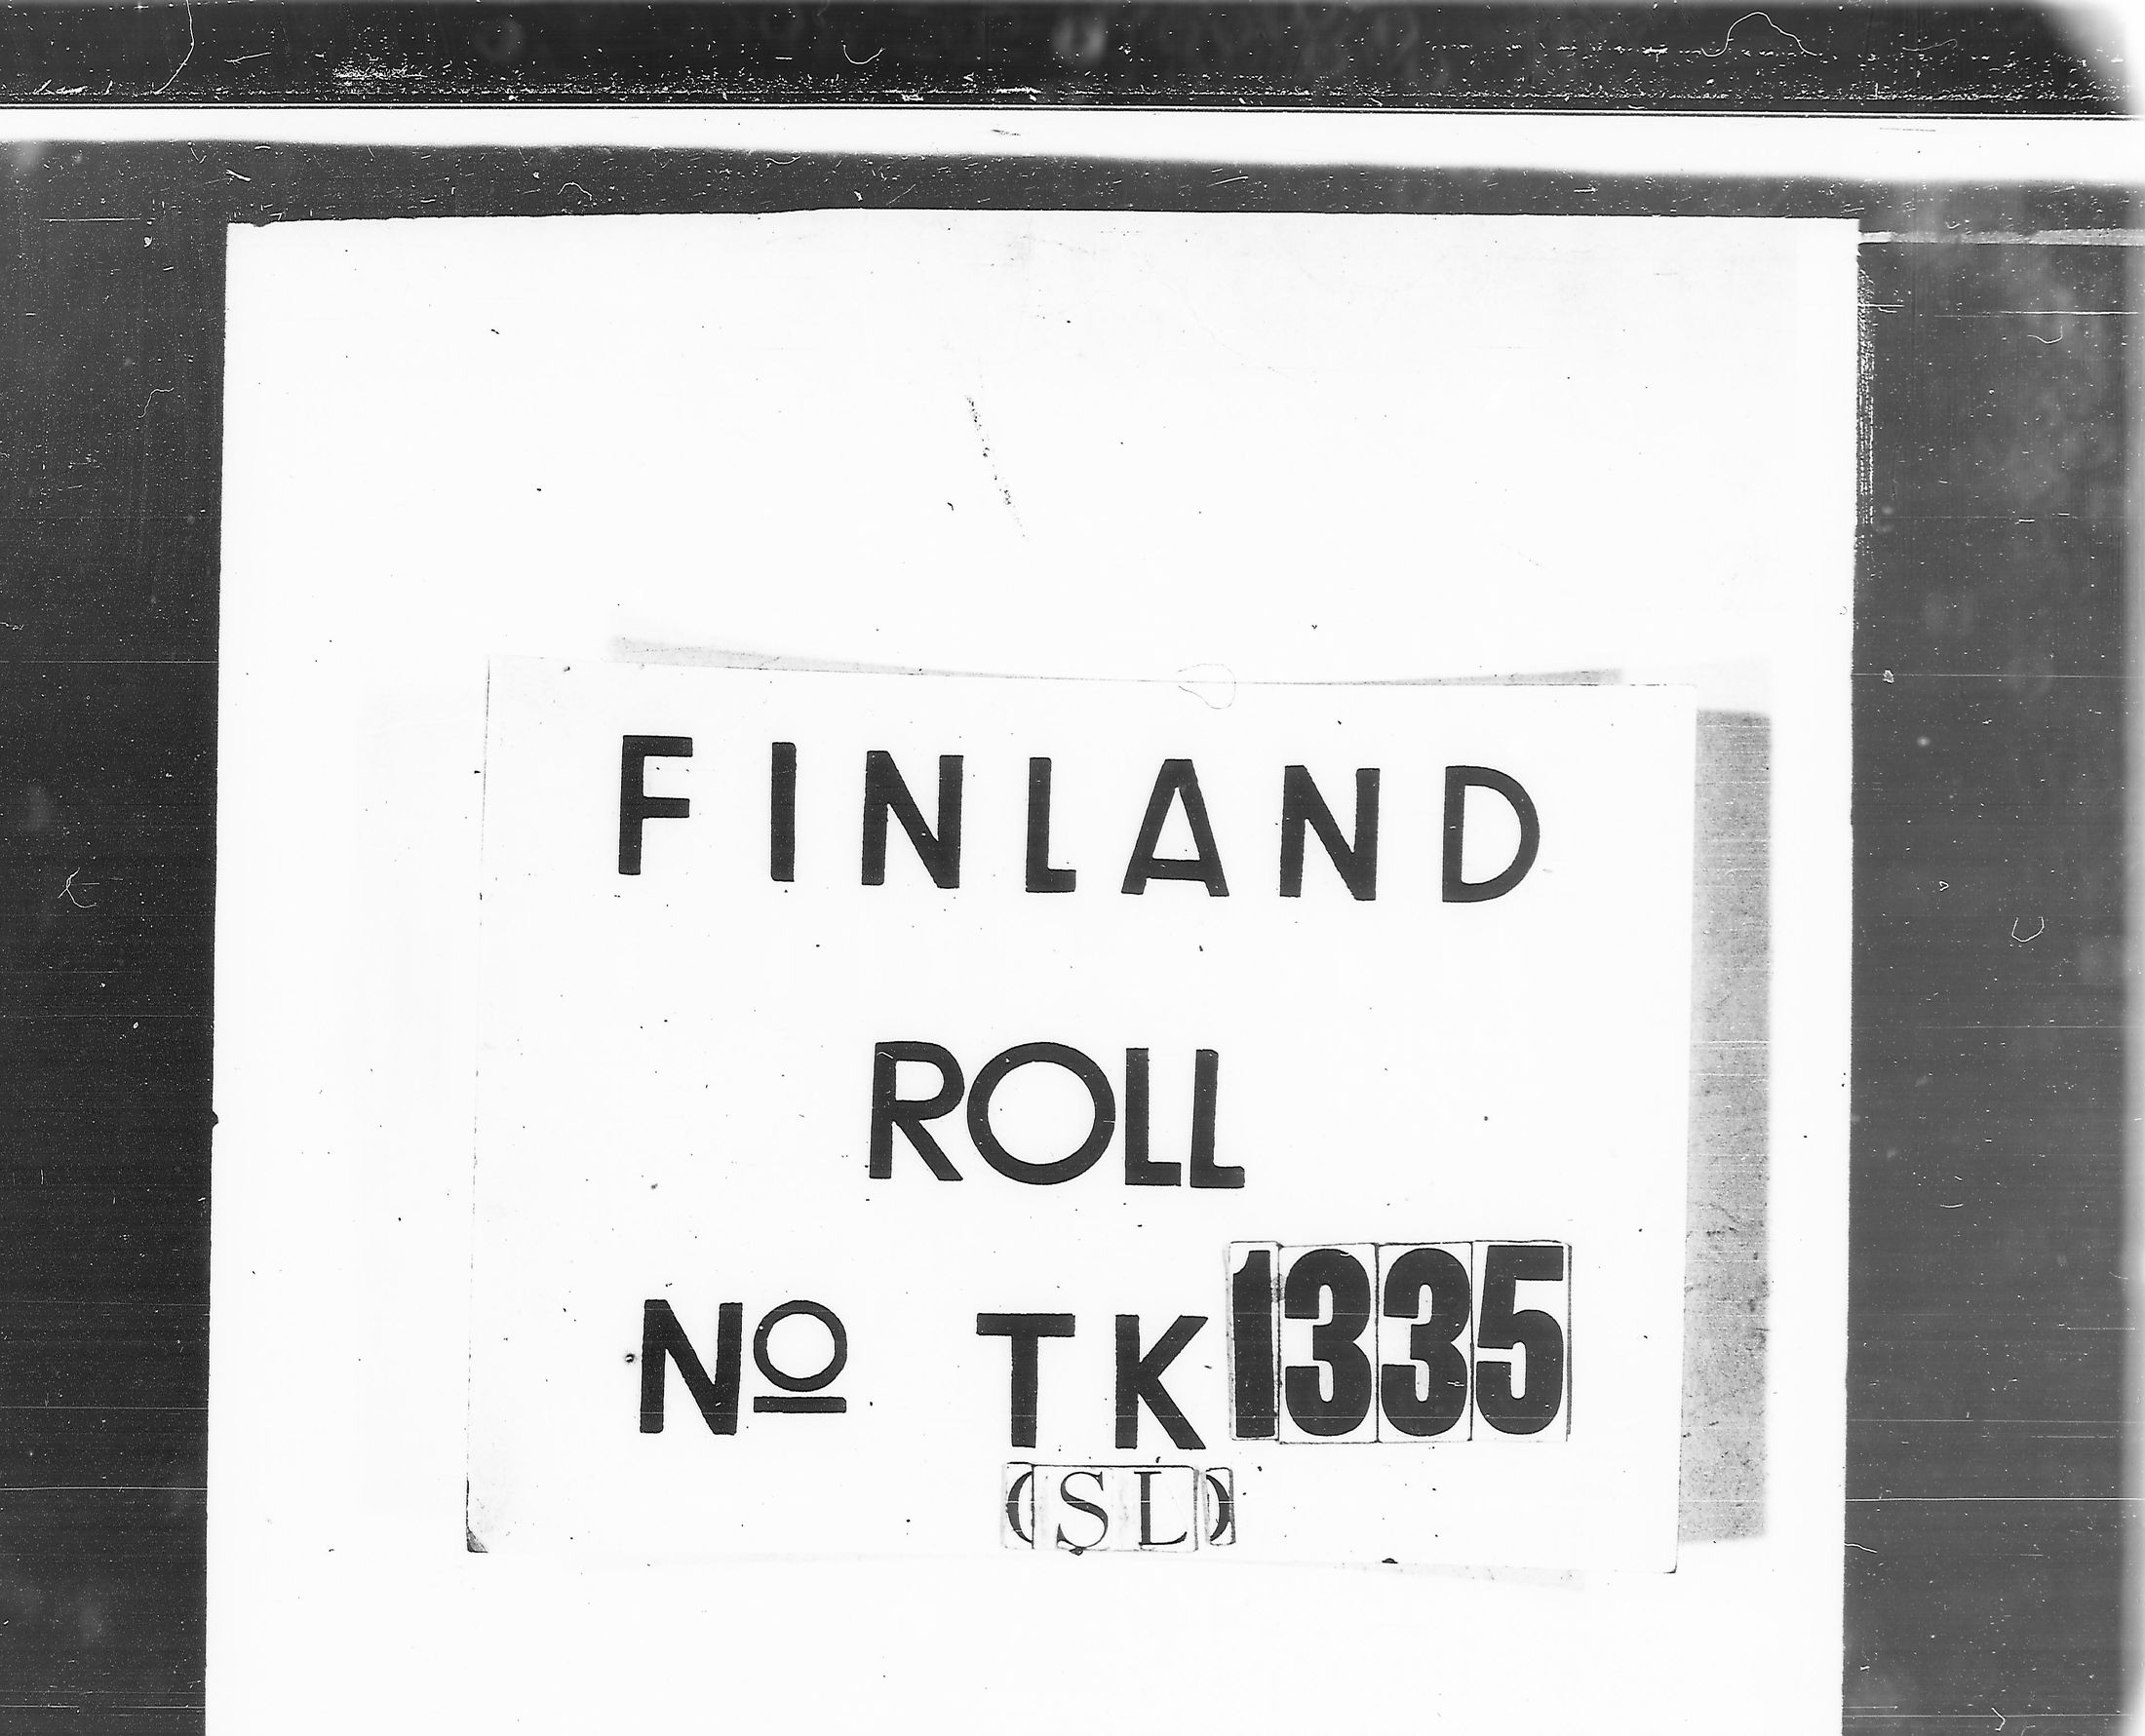 FINLAND
ROLL
Nº TK 1335
(SL)